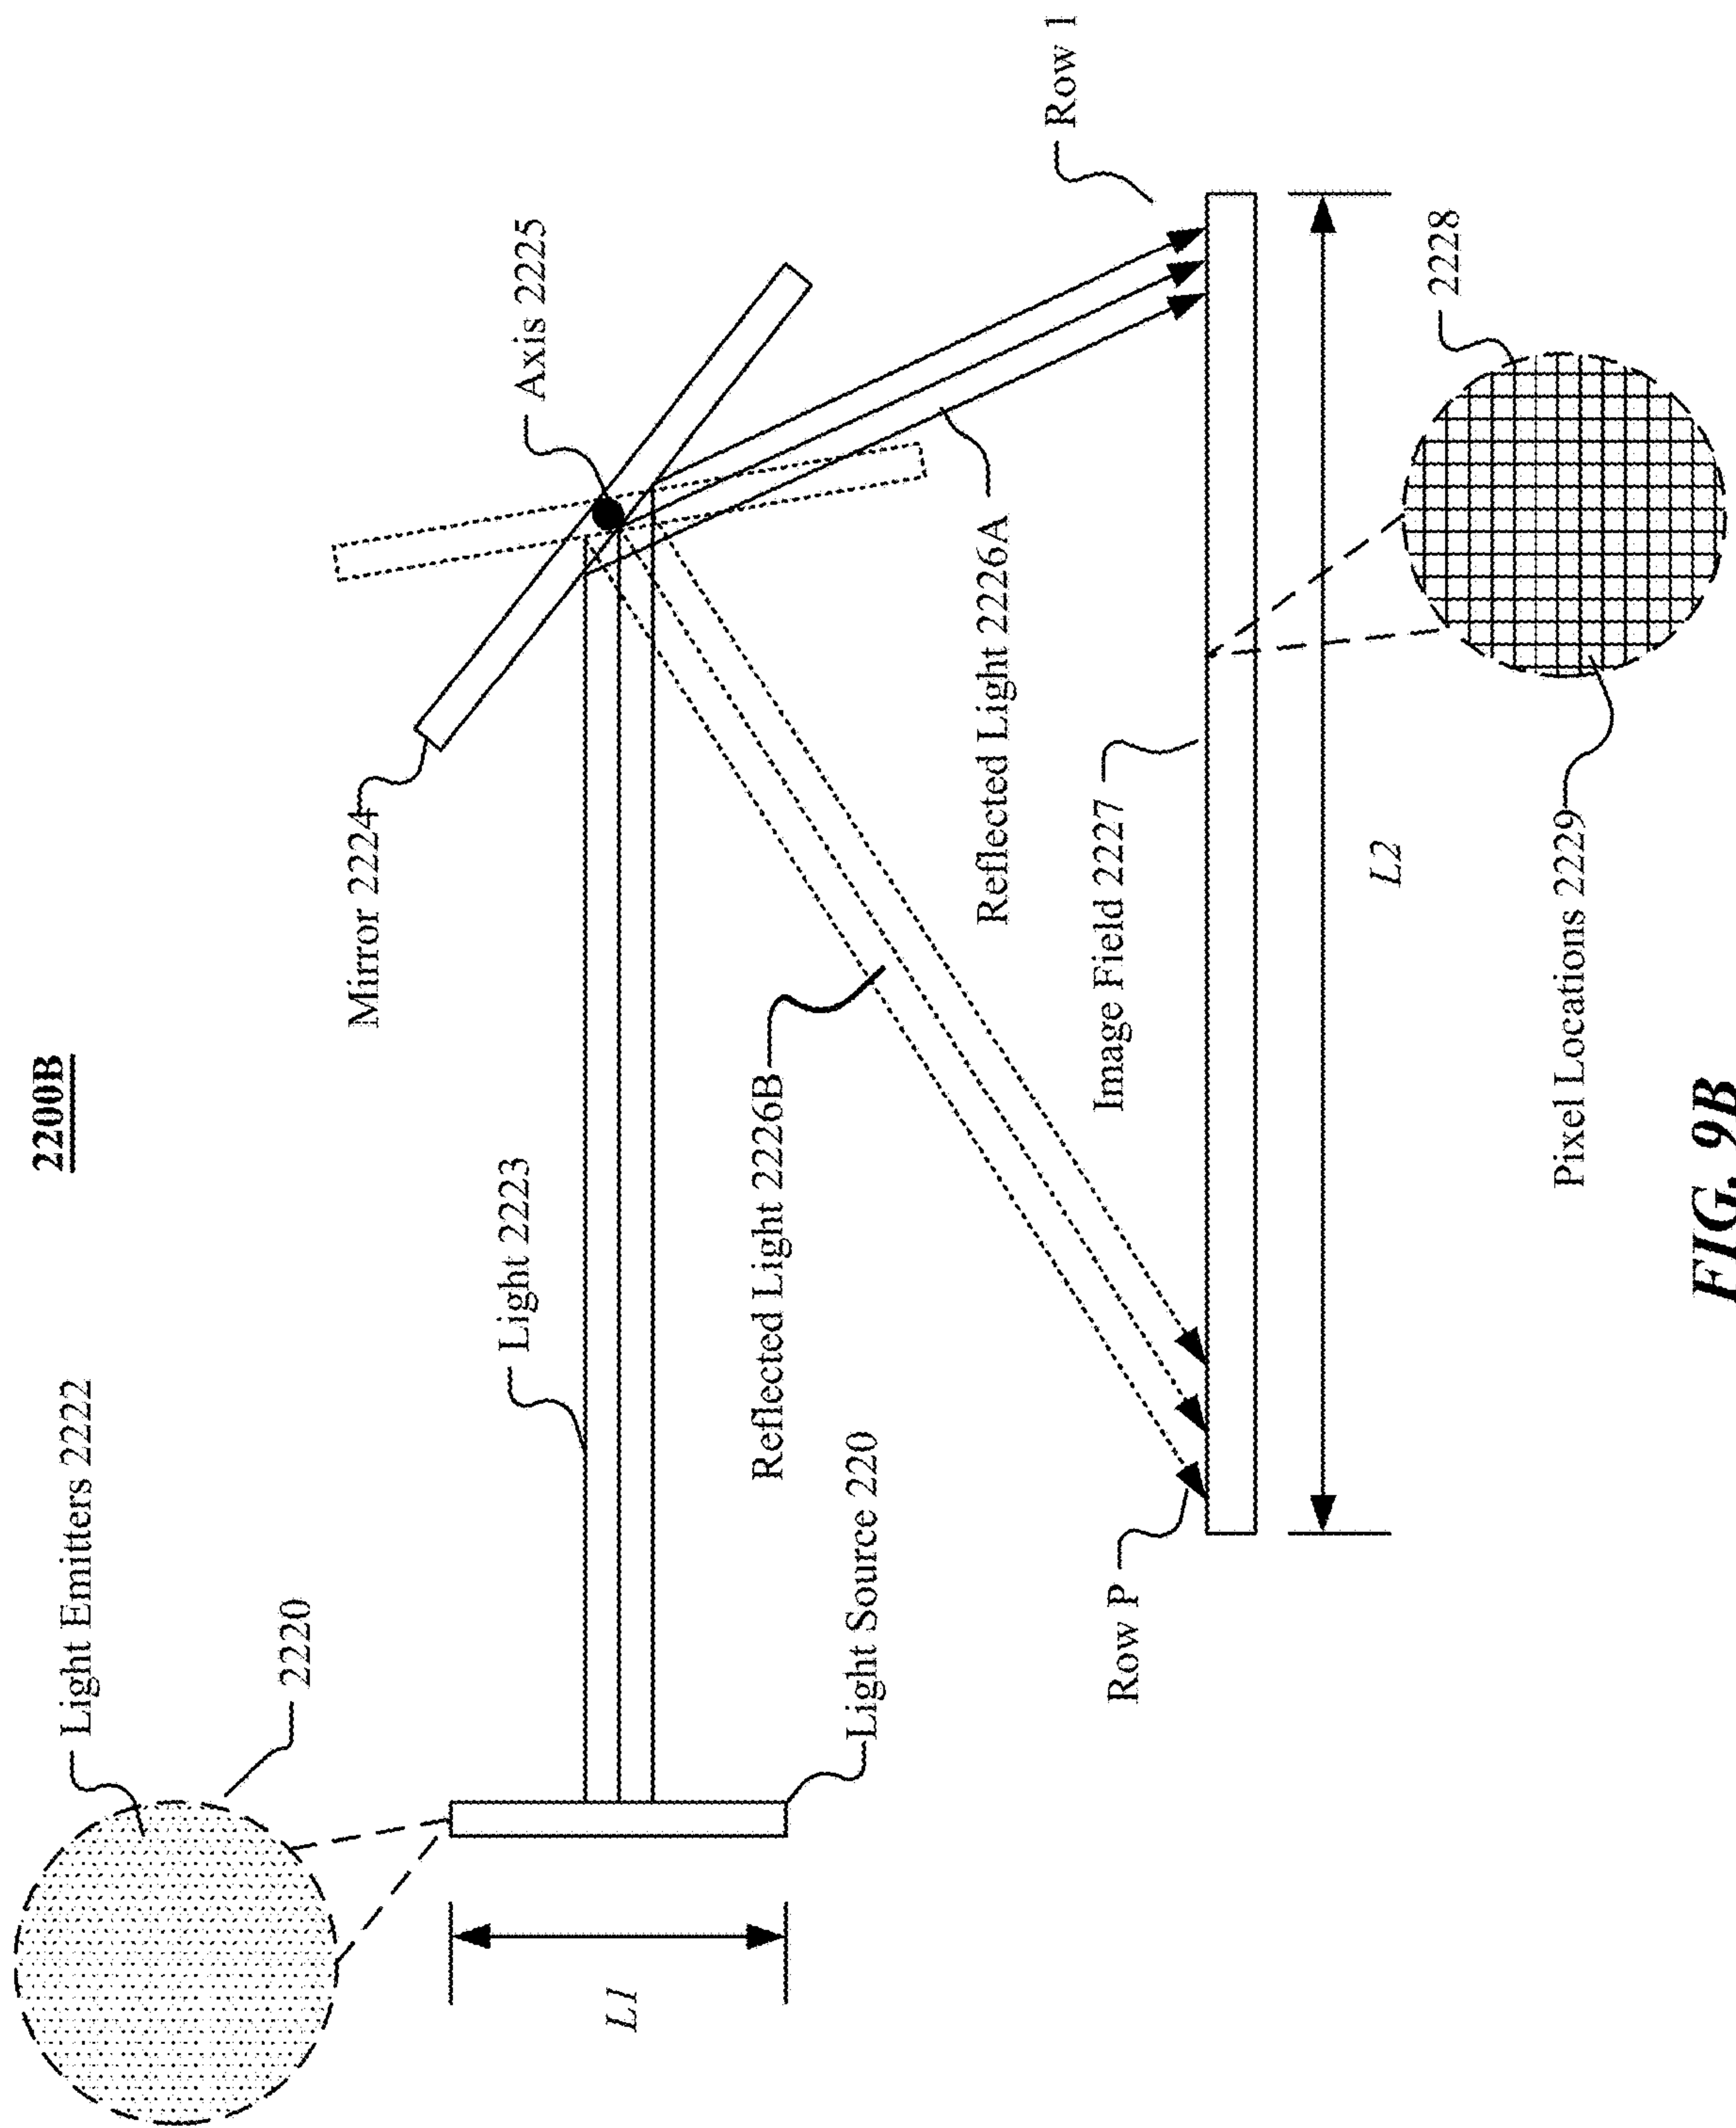 2200B
Light Emitters 2222
2220
Light 2223
Mirror 2224
Axis 2225
L1
Light Source 220
Reflected Light 2226B
Reflected Light 2226A
Row P
Image Field 2227
Row 1
L2
Pixel Locations 2229
2228
FIG. 9B